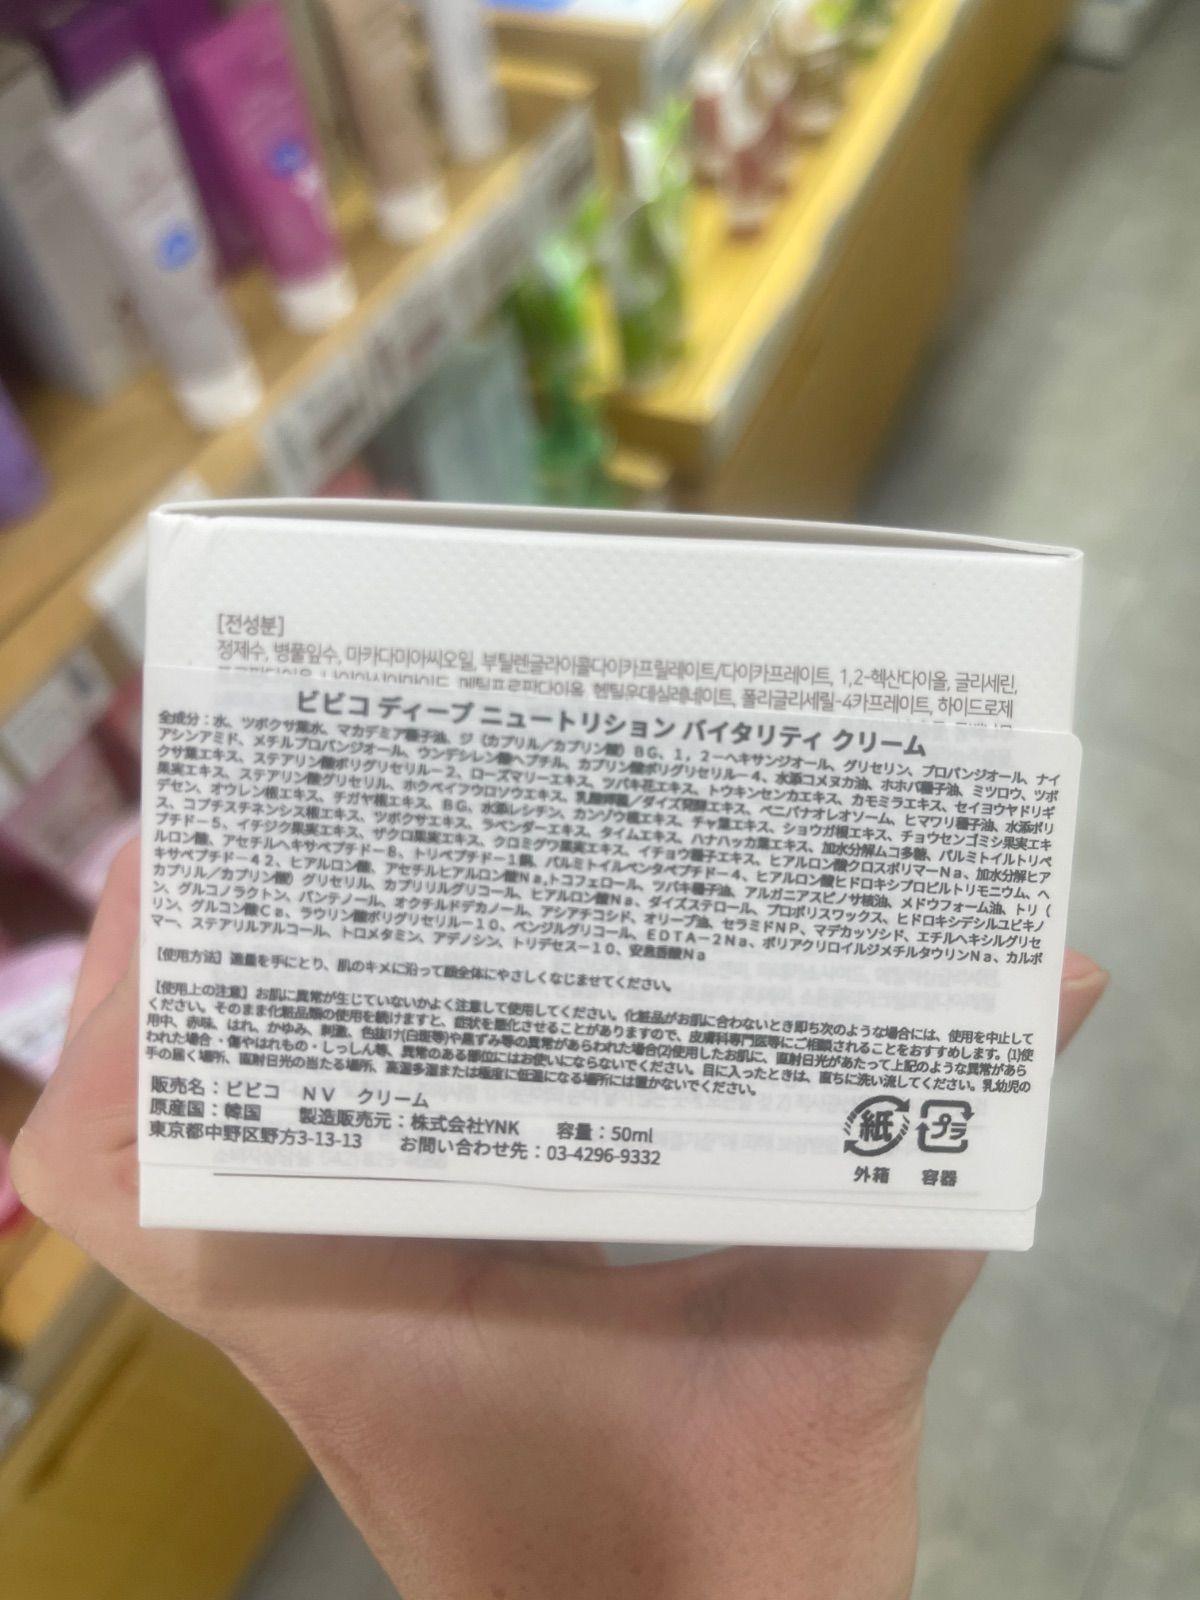 [전성분]
정제수, 병풀잎수, 마카다미아씨오일, 부틸렌글라이콜다이카프릴레이트/다이카프레이트, 1,2-헥산다이올, 글리세린,
메틸프로판다이올, 헵틸운데실레네이트, 폴리글리세릴-4카프레이트, 하이드로제
ビビコ ディープ ニュートリション バイタリティ クリーム
全成分：水、ツボクサ葉水、マカデミア種子油、ジ（カプリル／カプリン酸）ＢＧ、１，２－ヘキサンジオール、グリセリン、プロパンジオール、ナイ
アシンアミド、メチルプロパンジオール、ウンデシレン酸ヘプチル、カプリン酸ポリグリセリル－４、水添コメヌカ油、ホホバ種子油、ミツロウ、ツボ
クサ葉エキス、ステアリン酸ポリグリセリル－２、ローズマリーエキス、ツバキ花エキス、トウキンセンカエキス、カモミラエキス、セイヨウヤドリギ
果実エキス、ステアリン酸グリセリル、ホウベイフウロソウエキス、乳酸桿菌／ダイズ発酵エキス、ベニバナオレオソーム、ヒマワリ種子油、水添ポリ
デセン、オウレン根エキス、チガヤ根エキス、ＢＧ、水添レシチン、カンゾウ根エキス、チャ葉エキス、ショウガ根エキス、チョウセンゴミシ果実エキ
ス、コプチスチネンシス根エキス、ツボクサエキス、ラベンダーエキス、タイムエキス、ハナハッカ葉エキス、加水分解ムコ多糖、パルミトイルトリペ
プチド－５、イチジク果実エキス、ザクロ果実エキス、クロミグワ果実エキス、イチョウ種子エキス、ヒアルロン酸クロスポリマーＮａ、加水分解ヒア
ルロン酸、アセチルヘキサペプチド－８、トリペプチド－１銅、パルミトイルペンタペプチド－４、ヒアルロン酸ヒドロキシプロピルトリモニウム、ヘ
キサペプチド－４２、ヒアルロン酸、アセチルヒアルロン酸Ｎａ,トコフェロール、ツバキ種子油、アルガニアスピノサ核油、メドウフォーム油、トリ（
カプリル／カプリン酸）グリセリル、カプリリルグリコール、ヒアルロン酸Ｎａ、ダイズステロール、プロポリスワックス、ヒドロキシデシルユビキノ
ン、グルコノラクトン、パンテノール、オクチルドデカノール、アシアチコシド、オリーブ油、セラミドＮＰ、マデカッソシド、エチルヘキシルグリセ
リン、グルコン酸Ｃａ、ラウリン酸ポリグリセリル－１０、ベンジルグリコール、ＥＤＴＡ－２Ｎａ、ポリアクリロイルジメチルタウリンＮａ、カルボ
マー、ステアリルアルコール、トロメタミン、アデノシン、トリデセス－１０、安息香酸Ｎａ
【使用方法】適量を手にとり、肌のキメに沿って顔全体にやさしくなじませてください。
【使用上の注意】お肌に異常が生じていないかよく注意して使用してください。化粧品がお肌に合わないとき即ち次のような場合には、使用を中止して
ください。そのまま化粧品類の使用を続けますと、症状を悪化させることがありますので、皮膚科専門医等にご相談されることをおすすめします。(1)使
用中、赤味、はれ、かゆみ、刺激、色抜け(白斑等)や黒ずみ等の異常があらわれた場合(2)使用したお肌に、直射日光があたって上記のような異常があら
われた場合・傷やはれもの・しっしん等、異常のある部位にはお使いにならないでください。目に入ったときは、直ちに洗い流してください。乳幼児の
手の届く場所、直射日光の当たる場所、高温多湿または極度に低温になる場所には置かないでください。
販売名：ビビコ　ＮＶ　クリーム
原産国：韓国　製造販売元：株式会社YNK　容量：50ml
東京都中野区野方3-13-13　お問い合わせ先：03-4296-9332
紙 プラ
外箱 容器